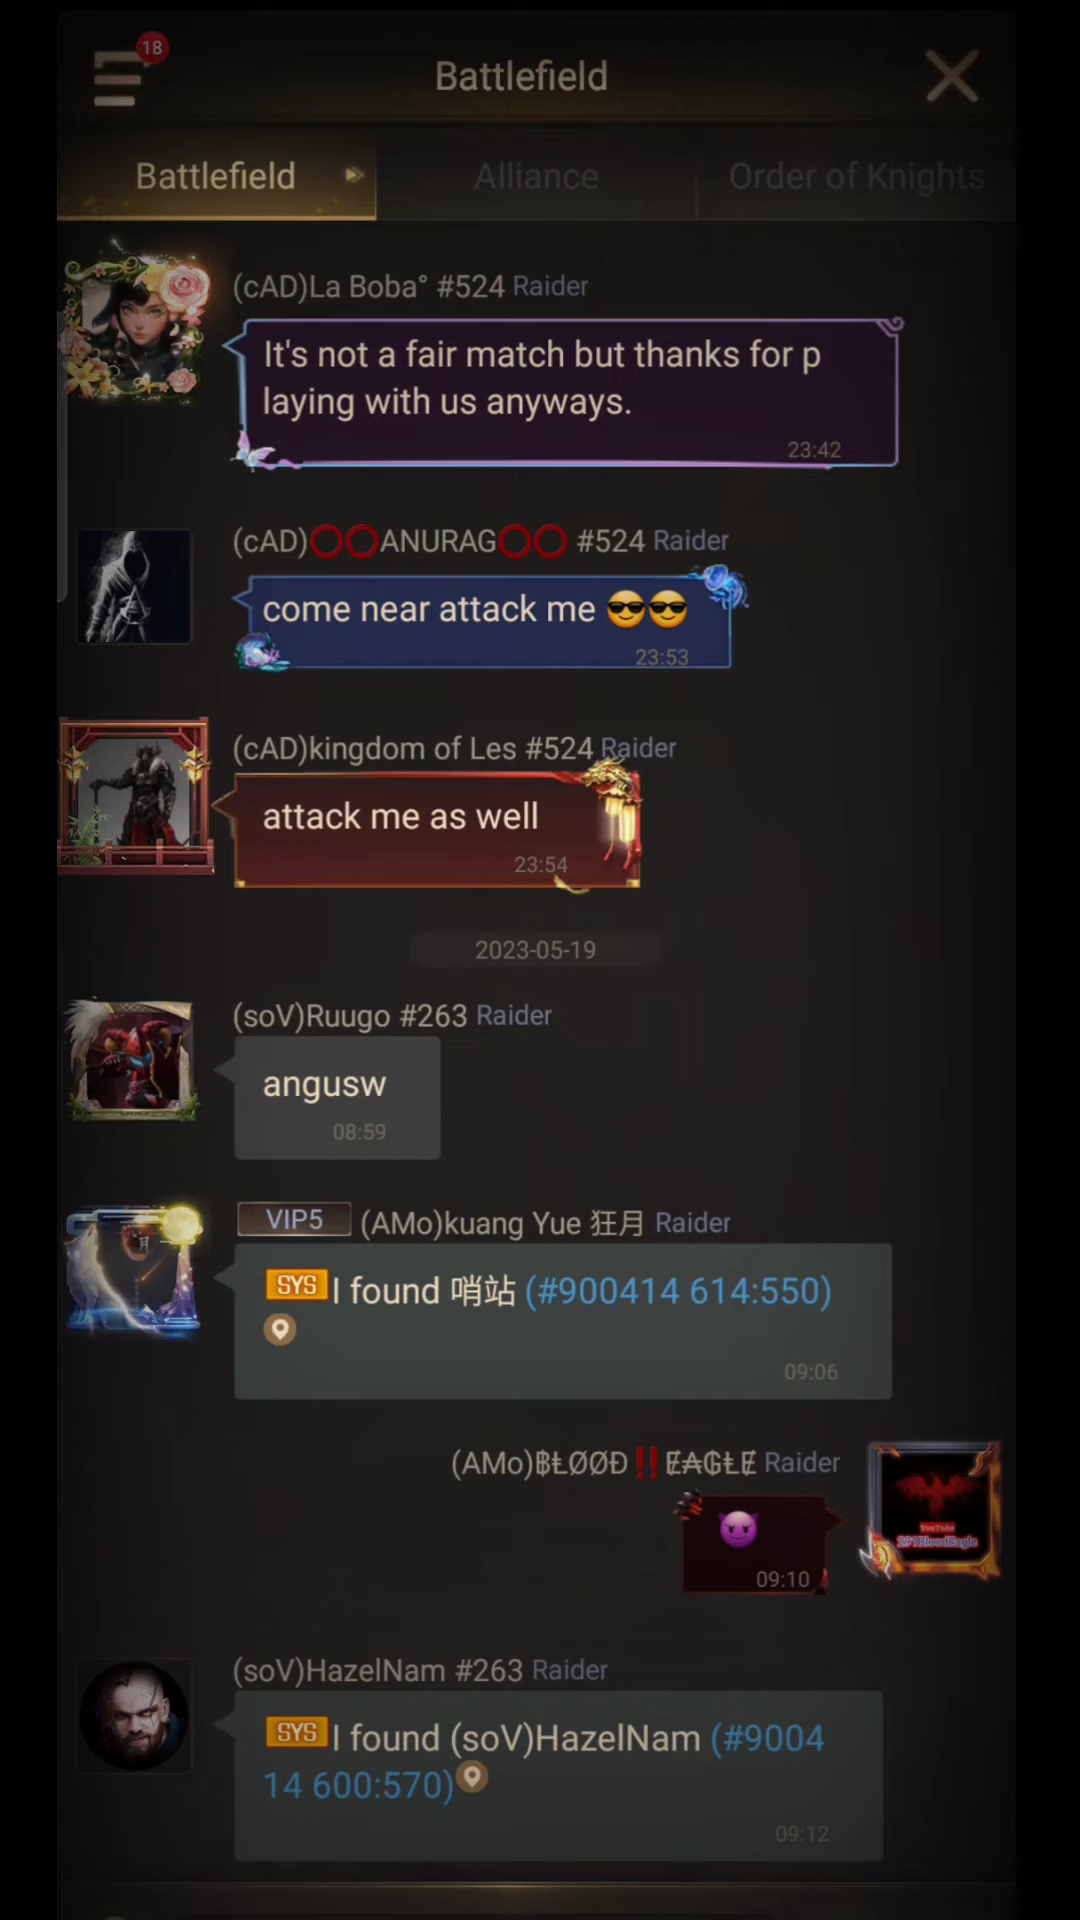 18
Battlefield
Battlefield
Alliance
Order of Knights
(cAD)La Boba° #524 Raider
It's not a fair match but thanks for p
laying with us anyways.
23:42
(cAD)⭕⭕ANURAG⭕⭕ #524 Raider
come near attack me 😎😎
23:53
(cAD)kingdom of Les #524 Raider
attack me as well
23:54
2023-05-19
(soV)Ruugo #263 Raider
angusw
08:59
VIP5 (AMo)kuang Yue 狂月 Raider
SYS I found 哨站 (#900414 614:550)
09:06
(AMo)฿ⱠØØĐ‼️Ɇ₳₲ⱠɆ Raider
😈
09:10
YouTube
291BloodEagle
(soV)HazelNam #263 Raider
SYS I found (soV)HazelNam (#9004
14 600:570)
09:12